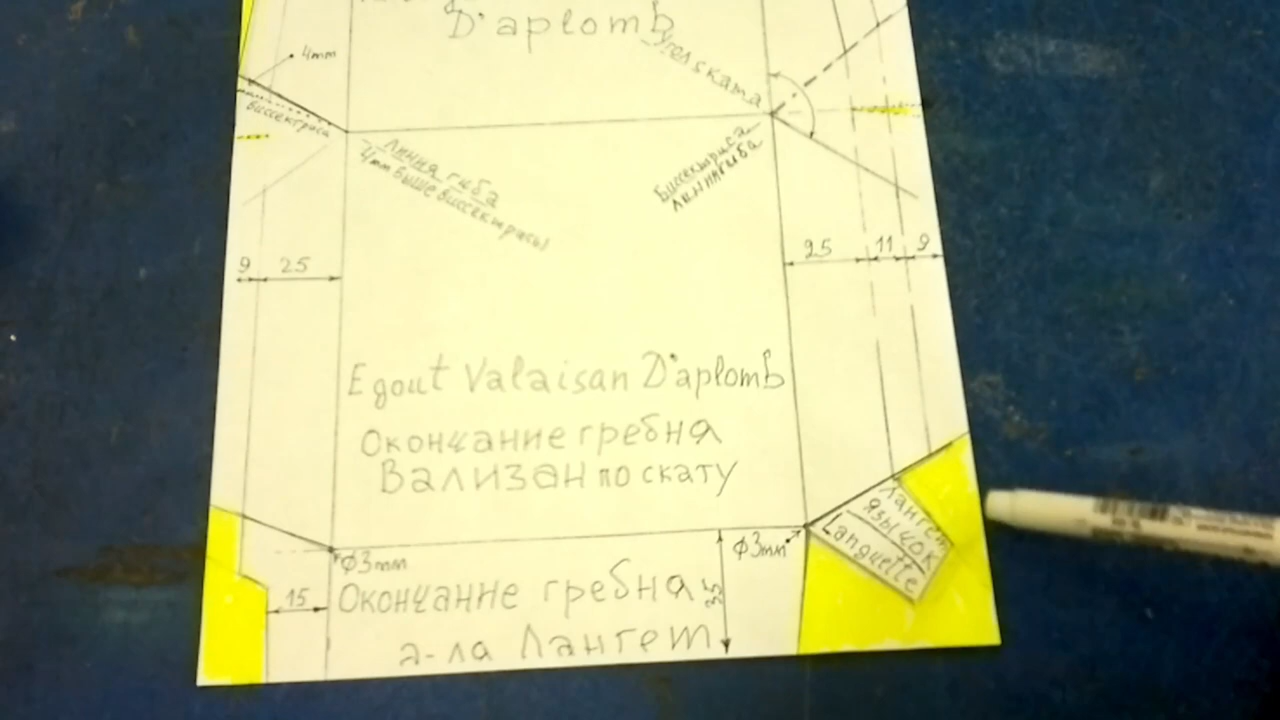 D'aplomb
Угол ската
4mm
биссектриса
Линия гиба
4mm выше биссектрисы
Биссектриса
линия гиба
9 25
25 11 9
Egout Valaisan D'aplomb
Окончание гребня
Вализан по скату
Лангет
язычок
Languette
ф3mm
ф3mm
15
Окончание гребня
35
а-ла Лангет